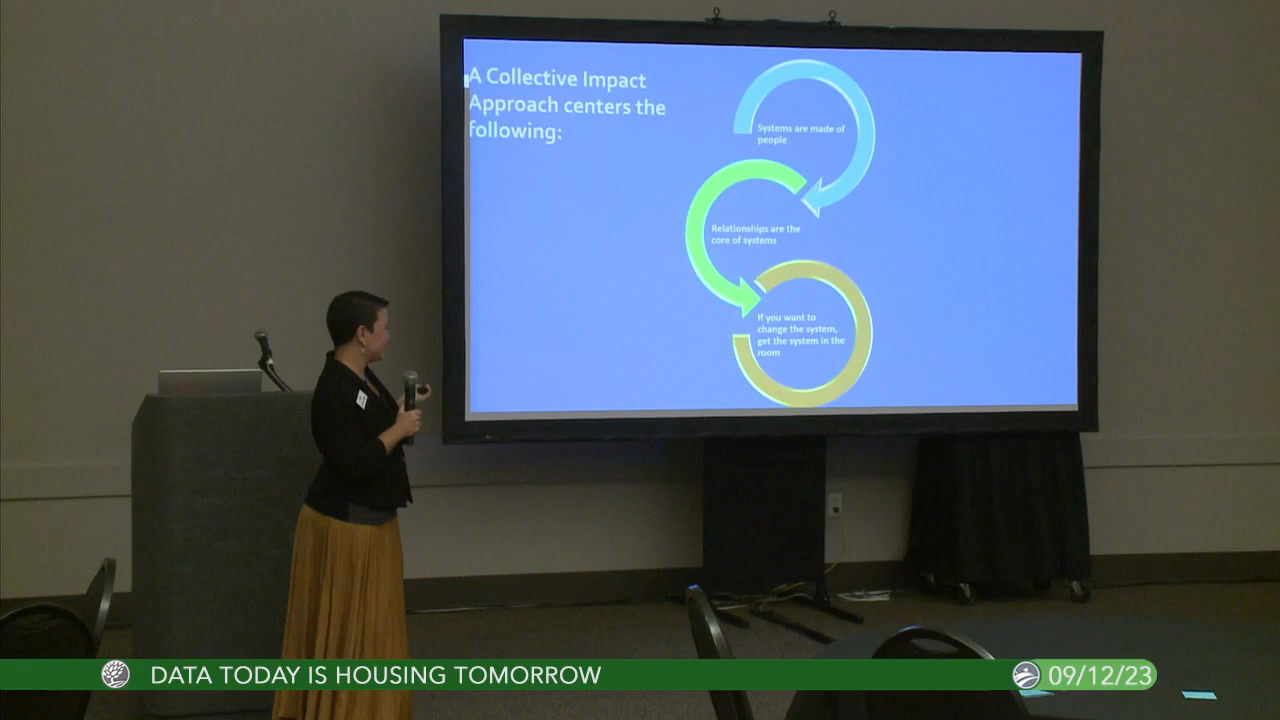 A Collective Impact
Approach centers the
following:
Systems are made of
people
Relationships are the
core of systems
If you want to
change the system,
get the system in the
room
DATA TODAY IS HOUSING TOMORROW
09/12/23